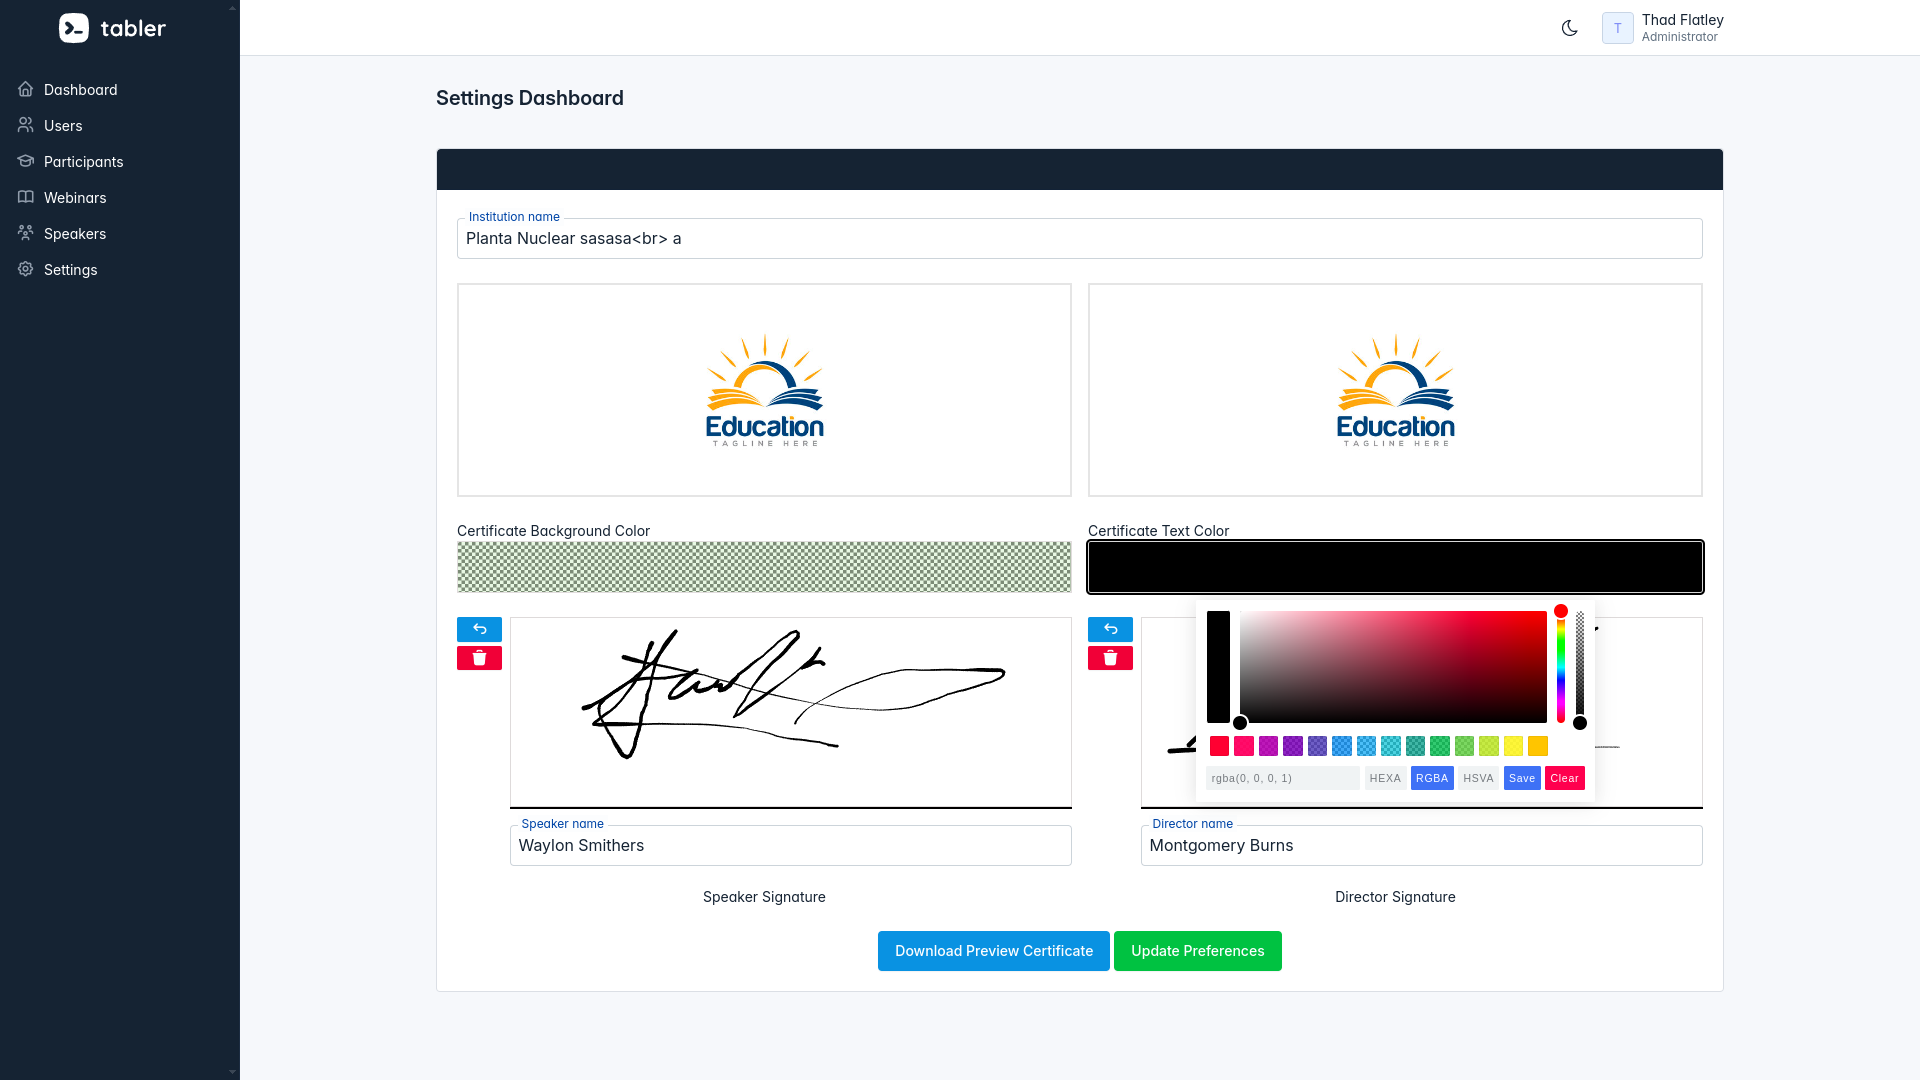 tabler
Thad Flatley
T
Administrator
Dashboard
Users
Participants
Webinars
Speakers
Settings
Settings Dashboard
Institution name
Planta Nuclear sasasa<br> a
Education
TAGLINE HERE
Education
TAGLINE HERE
Certificate Background Color
Certificate Text Color
rgba(0, 0, 0, 1)
HEXA
RGBA
HSVA
Save
Clear
Speaker name
Waylon Smithers
Director name
Montgomery Burns
Speaker Signature
Director Signature
Download Preview Certificate
Update Preferences